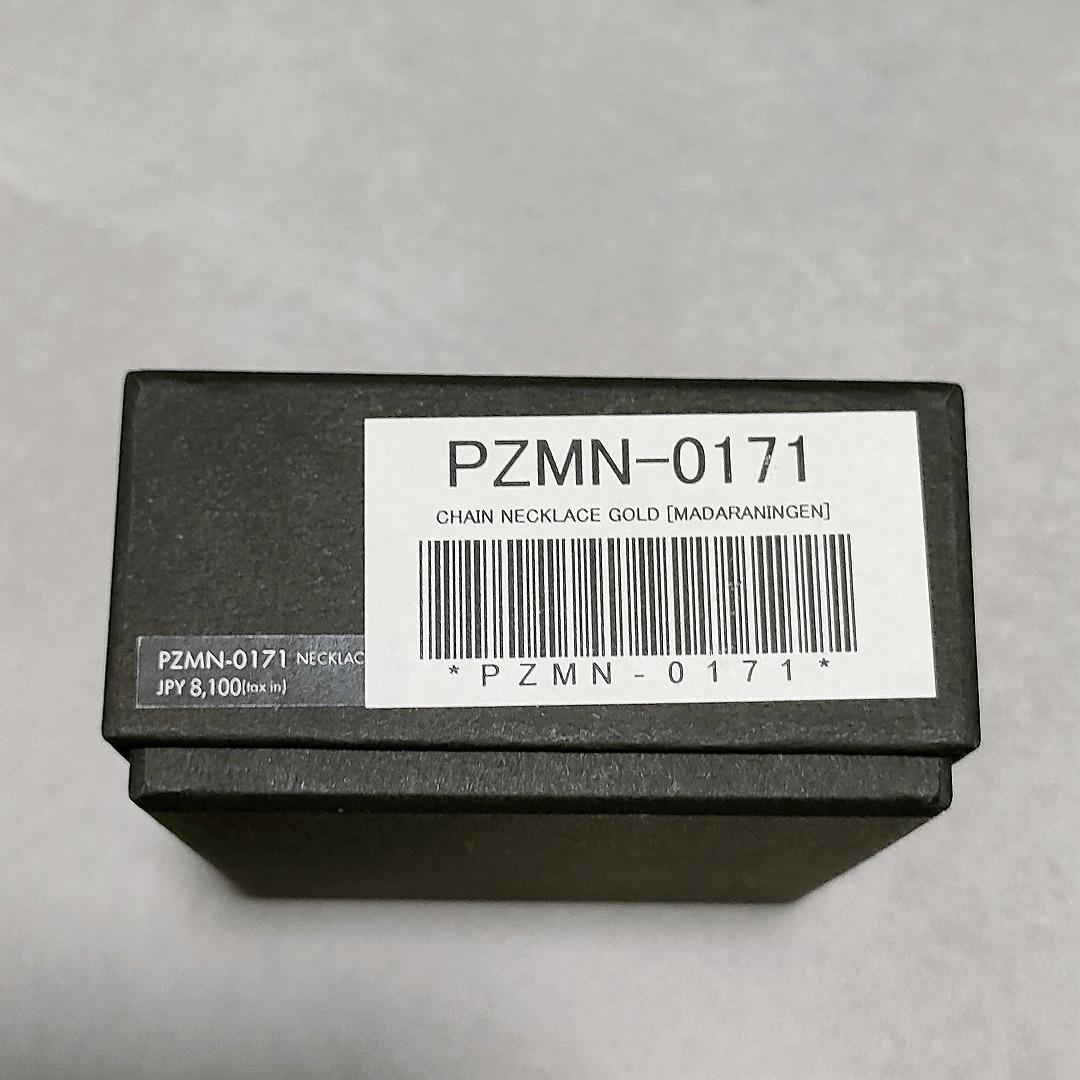 PZMN-0171
CHAIN NECKLACE GOLD [MADARANINGEN]
*PZMN-0171*
PZMN-0171
JPY 8,100(tax in)